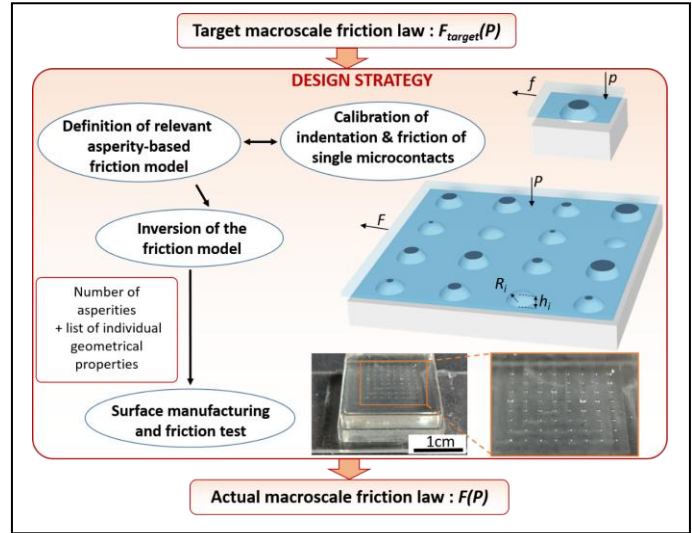 Target macroscale friction law : F_target(P)
DESIGN STRATEGY
Definition of relevant
asperity-based
friction model
Calibration of
indentation & friction of
single microcontacts
f
p
Inversion of the
friction model
P
F
R_i
h_i
Number of
asperities
+ list of individual
geometrical
properties
Surface manufacturing
and friction test
1cm
Actual macroscale friction law : F(P)